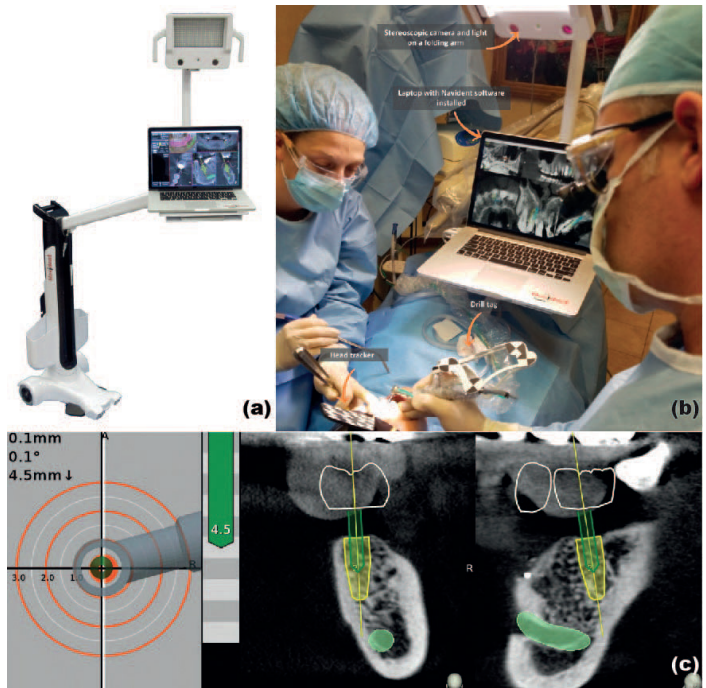 (a)
Stereoscopic camera and light
on a folding arm
Laptop with Navident software
installed
Drill tag
Head tracker
(b)
0.1mm
0.1°
4.5mm↓
A
4.5
R
3.0
2.0
1.0
R
(c)